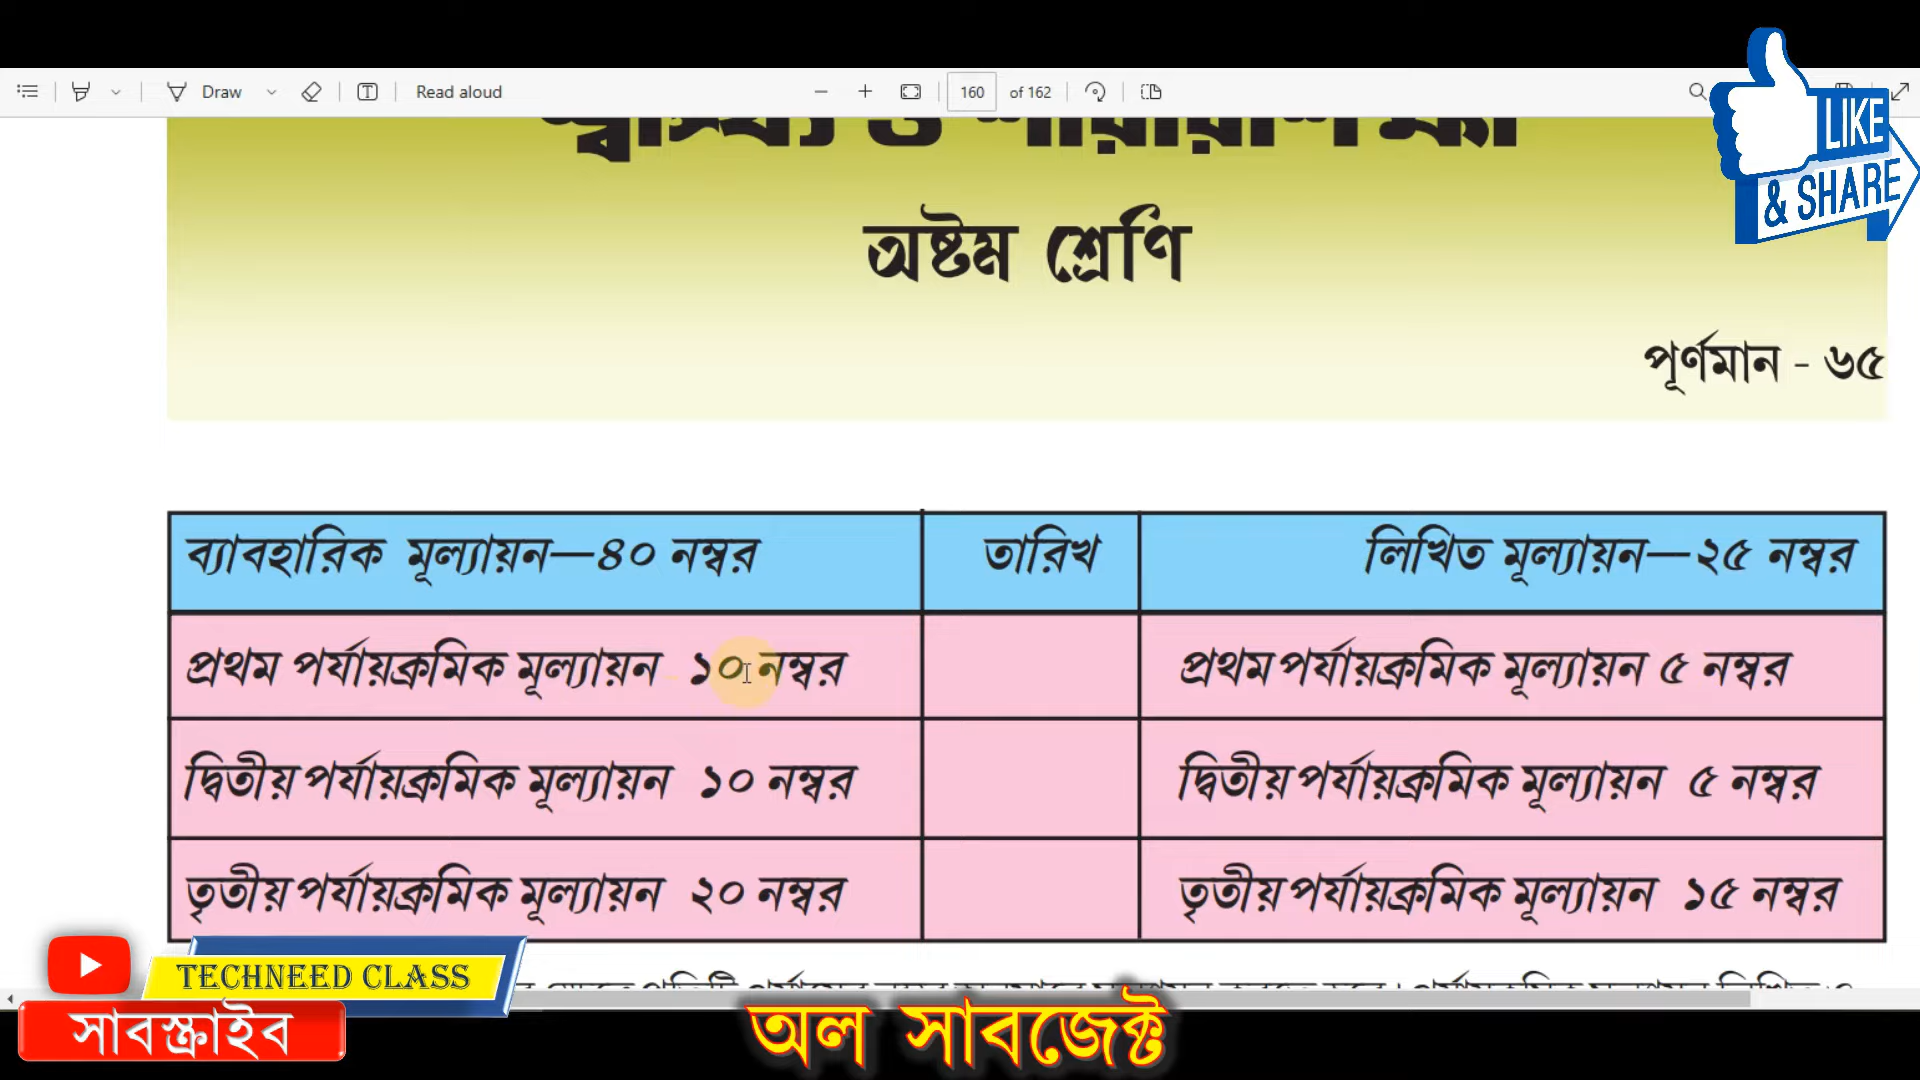 Draw
Read aloud
160 of 162
LIKE
& SHARE
স্বাস্থ্য ও শারীরশিক্ষা
অষ্টম শ্রেণি
পূর্ণমান - ৬৫
ব্যাবহারিক মূল্যায়ন—৪০ নম্বর তারিখ লিখিত মূল্যায়ন—২৫ নম্বর
প্রথম পর্যায়ক্রমিক মূল্যায়ন ১০ নম্বর প্রথম পর্যায়ক্রমিক মূল্যায়ন ৫ নম্বর
দ্বিতীয় পর্যায়ক্রমিক মূল্যায়ন ১০ নম্বর দ্বিতীয় পর্যায়ক্রমিক মূল্যায়ন ৫ নম্বর
তৃতীয় পর্যায়ক্রমিক মূল্যায়ন ২০ নম্বর তৃতীয় পর্যায়ক্রমিক মূল্যায়ন ১৫ নম্বর
TECHNEED CLASS
সাবস্ক্রাইব
অল সাবজেক্ট